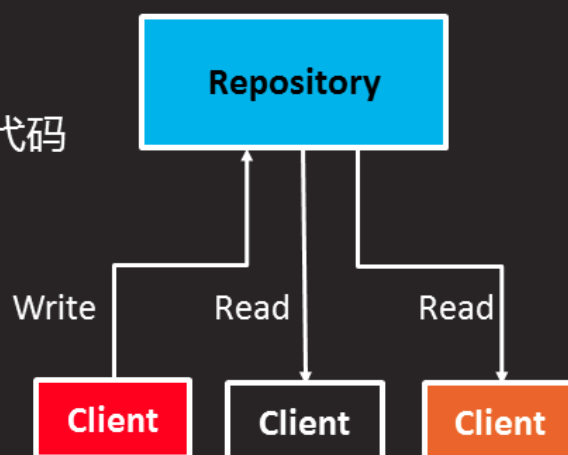 Repository
代码
Write
Read
Read
Client
Client
Client